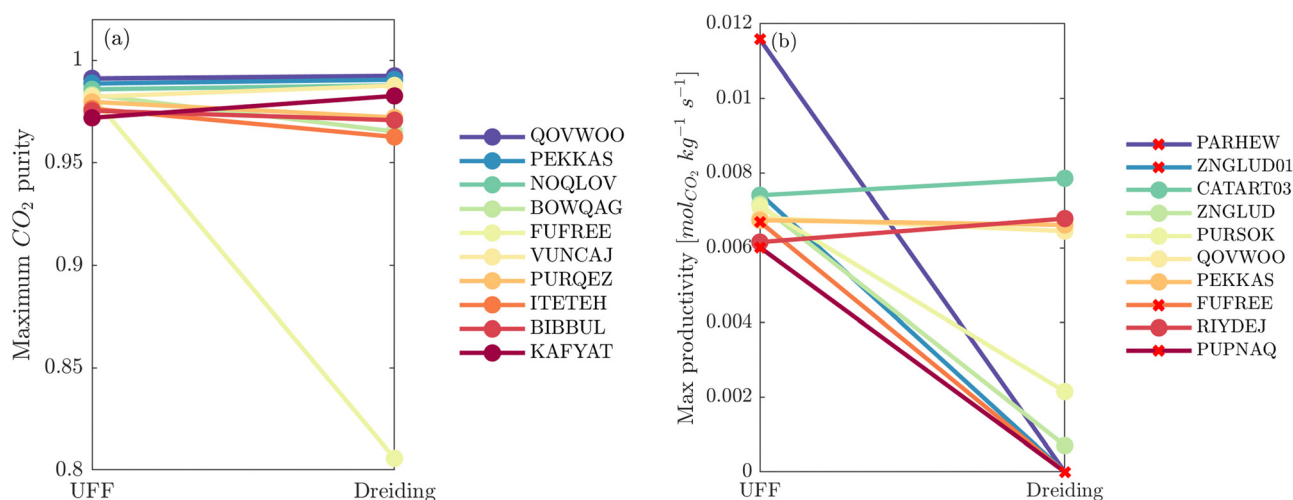 (a)
Maximum CO2 purity
1
0.95
0.9
0.85
0.8
UFF
Dreiding
QOVWOO
PEKKAS
NOQLOV
BOWQAG
FUFREE
VUNCAJ
PURQEZ
ITETEH
BIBBUL
KAFYAT
(b)
Max productivity [molCO2 kg−1 s−1]
0.012
0.01
0.008
0.006
0.004
0.002
0
UFF
Dreiding
PARHEW
ZNGLUD01
CATART03
ZNGLUD
PURSOK
QOVWOO
PEKKAS
FUFREE
RIYDEJ
PUPNAQ